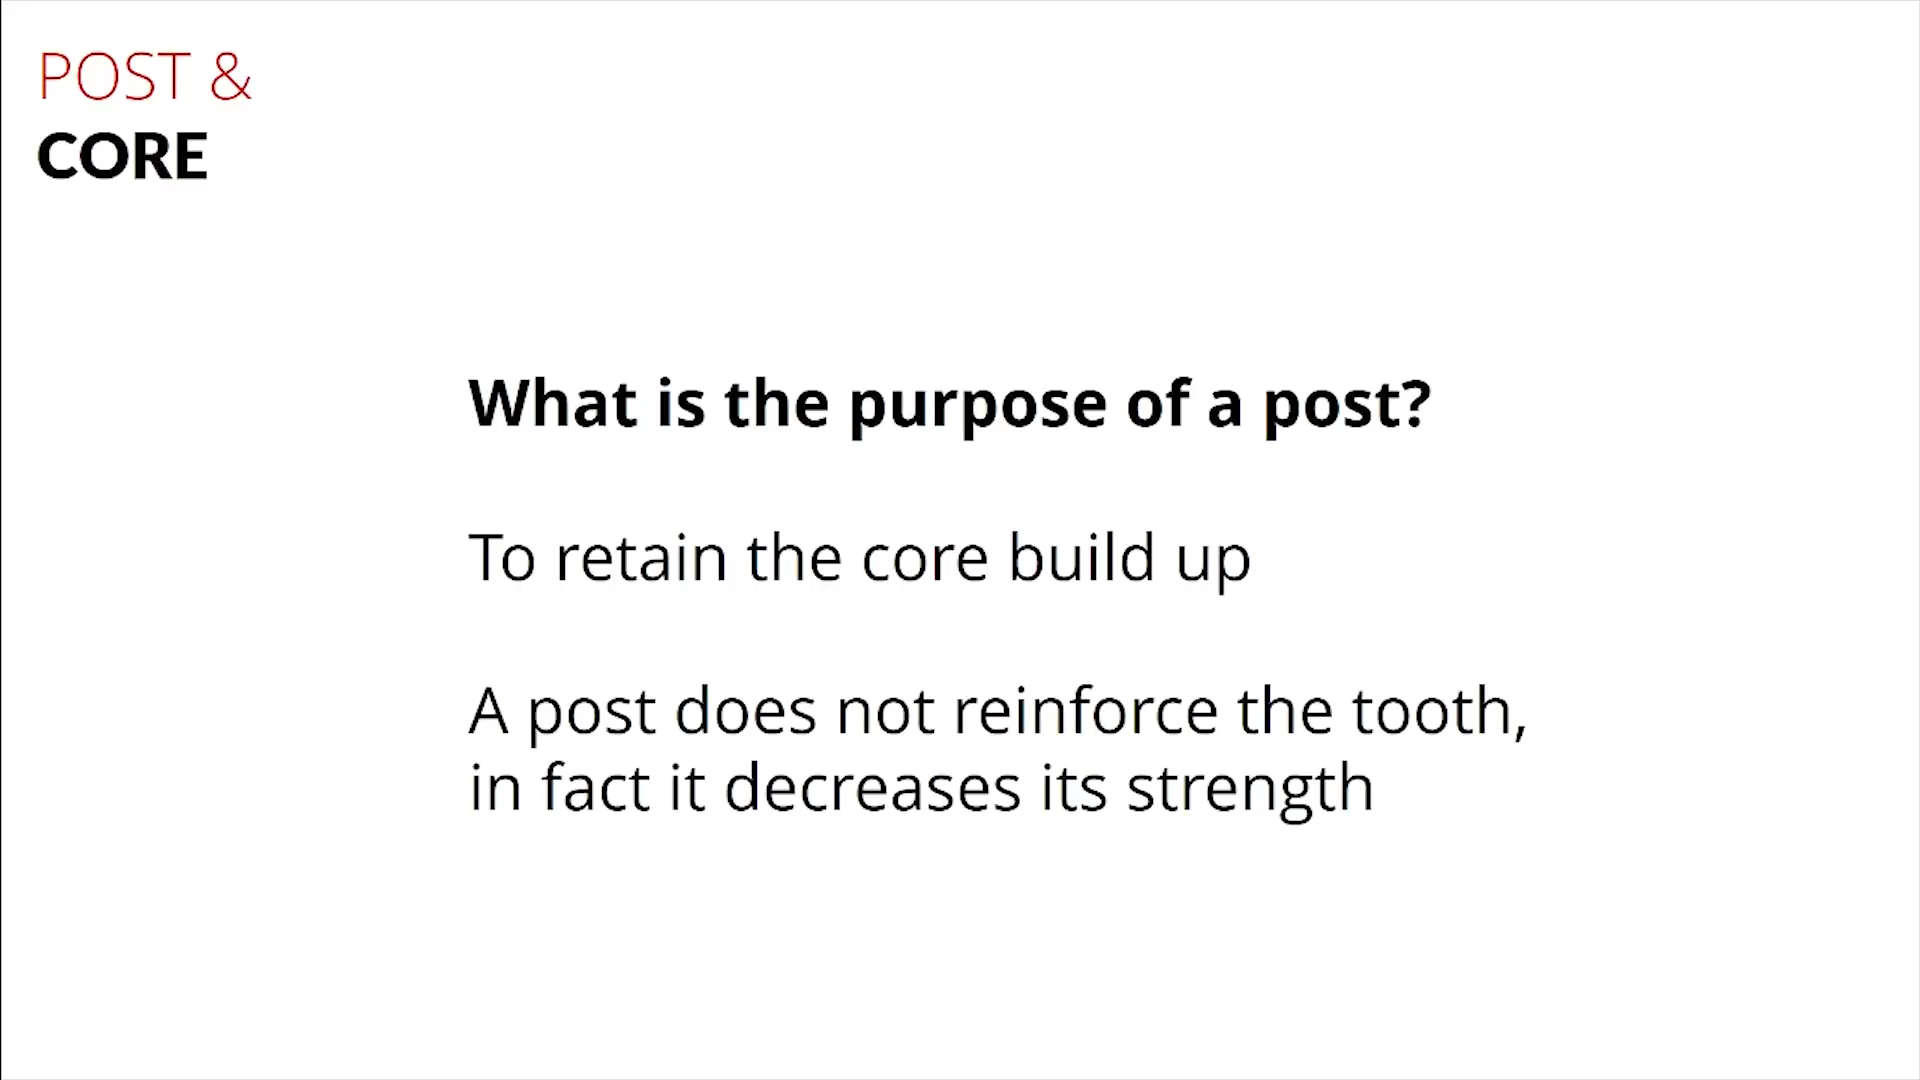 POST &
CORE
What is the purpose of a post?
To retain the core build up
A post does not reinforce the tooth,
in fact it decreases its strength